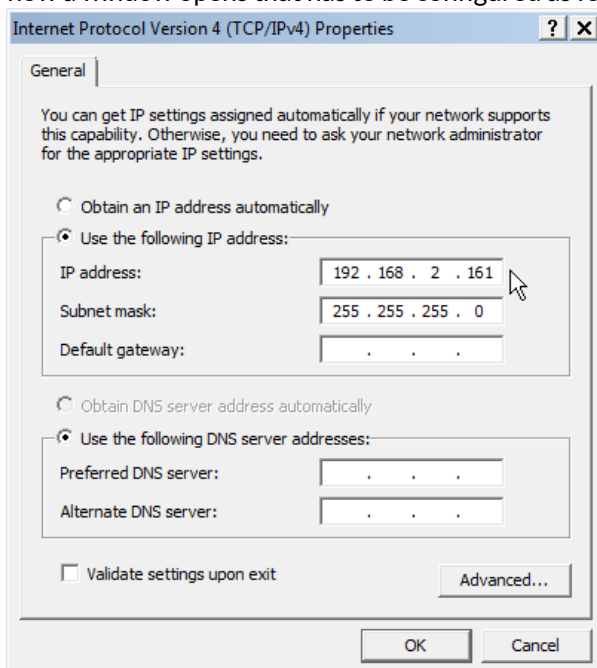 Internet Protocol Version 4 (TCP/IPv4) Properties
General
You can get IP settings assigned automatically if your network supports
this capability. Otherwise, you need to ask your network administrator
for the appropriate IP settings.
Obtain an IP address automatically
Use the following IP address:
IP address: 192 . 168 . 2 . 161
Subnet mask: 255 . 255 . 255 . 0
Default gateway: . . .
Obtain DNS server address automatically
Use the following DNS server addresses:
Preferred DNS server: . . .
Alternate DNS server: . . .
Validate settings upon exit
Advanced...
OK Cancel